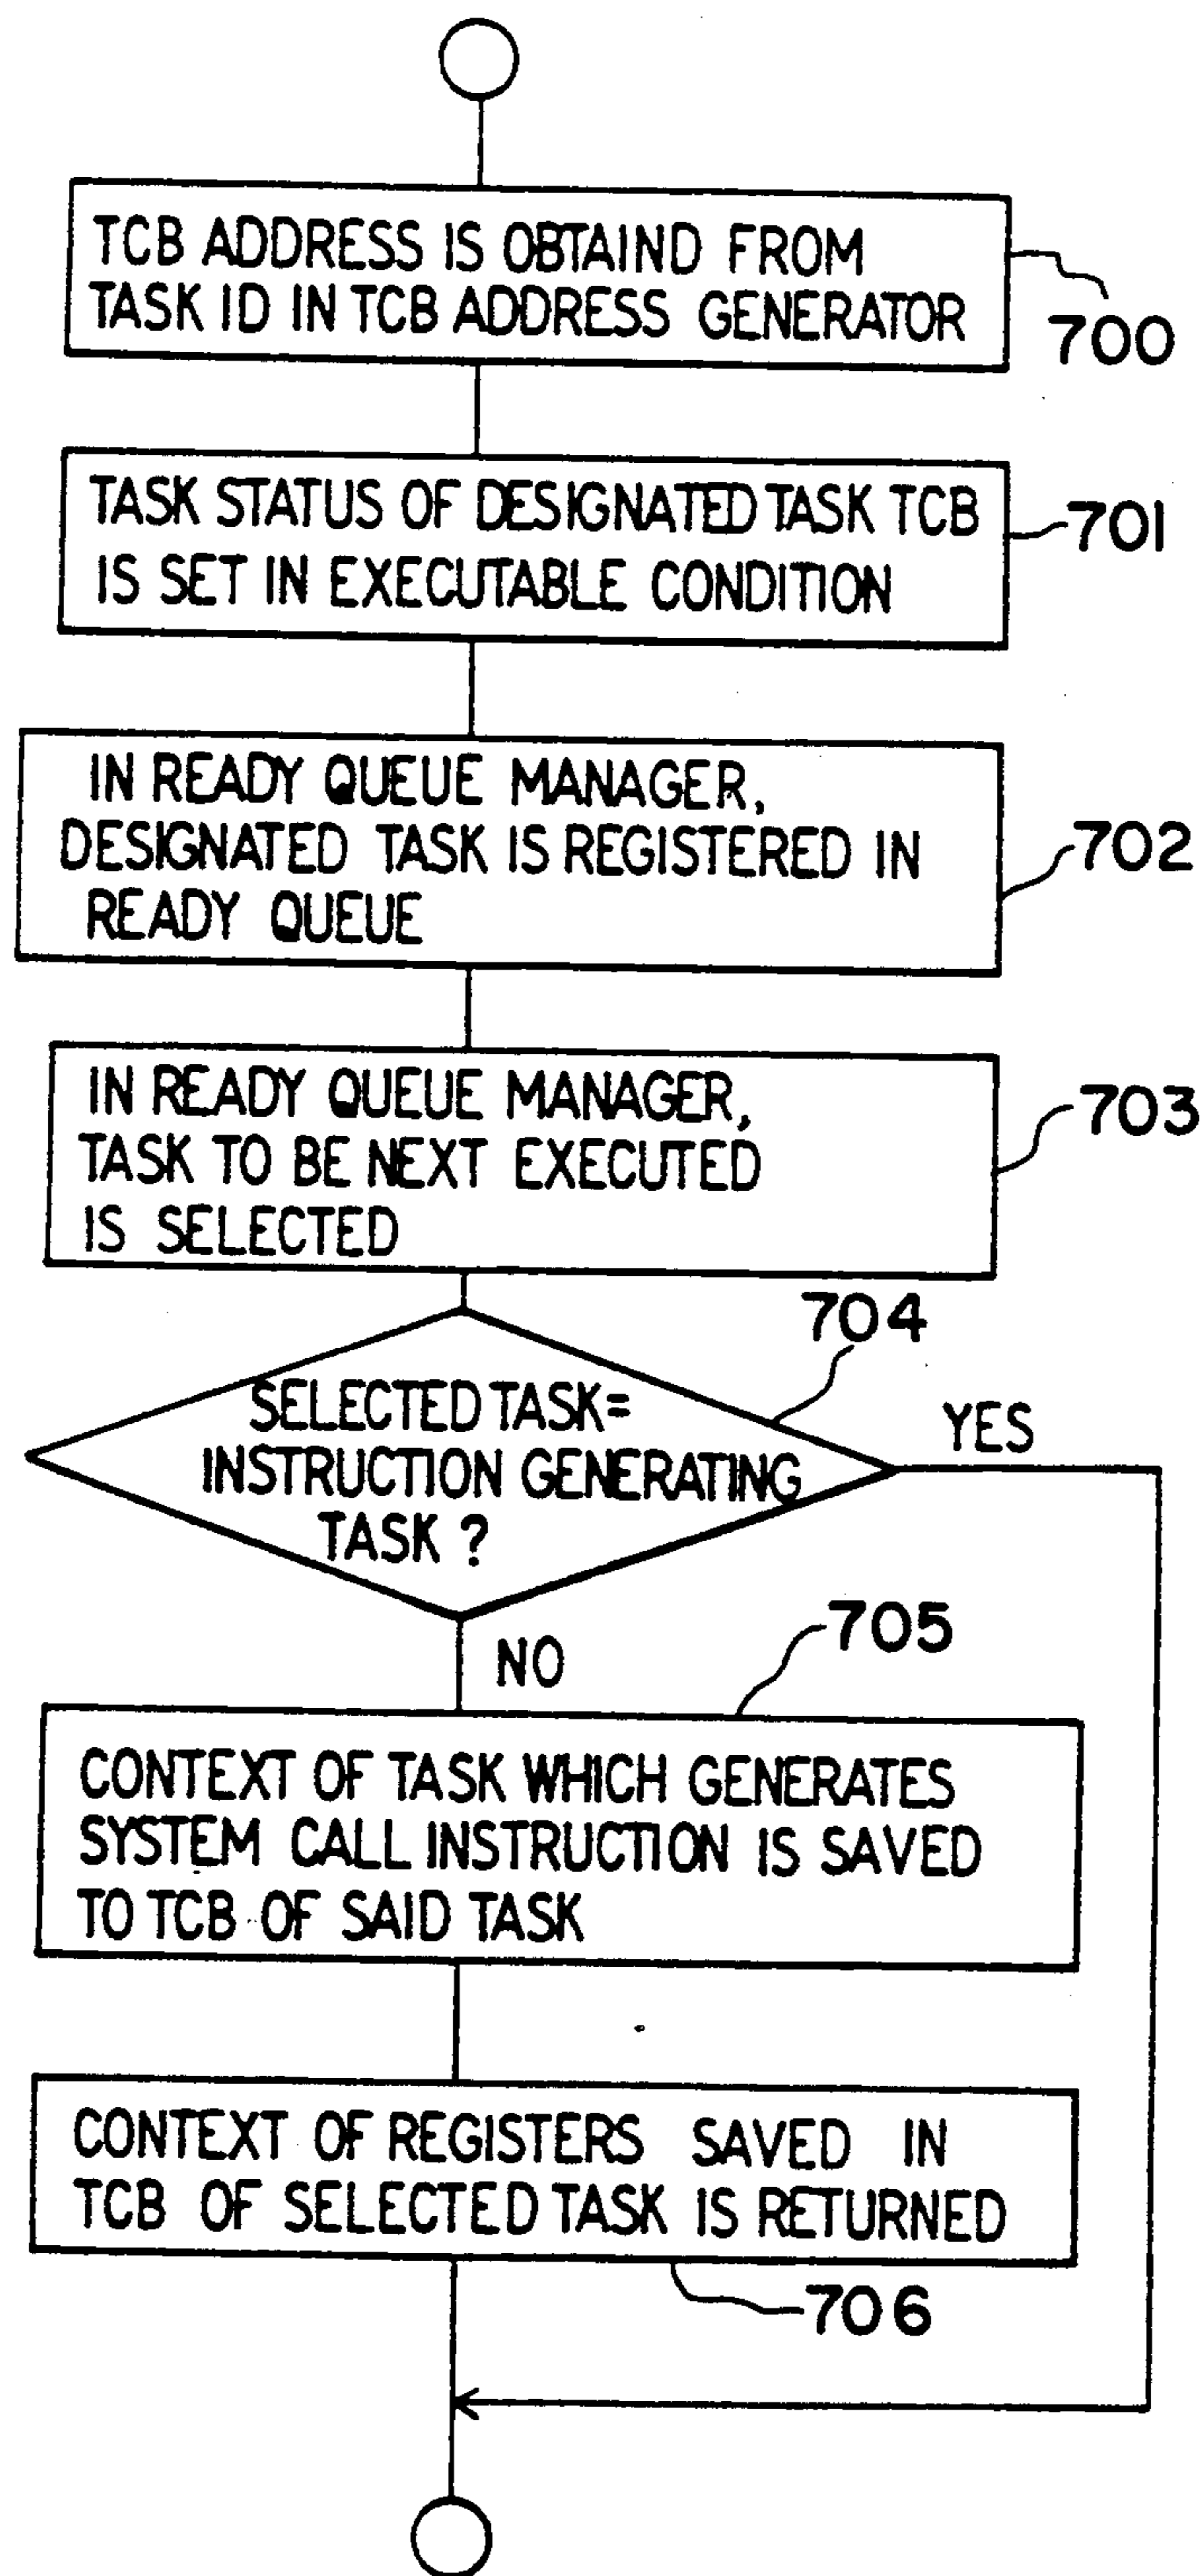 TCB ADDRESS IS OBTAIND FROM
TASK ID IN TCB ADDRESS GENERATOR
700
TASK STATUS OF DESIGNATED TASK TCB
IS SET IN EXECUTABLE CONDITION
701
IN READY QUEUE MANAGER,
DESIGNATED TASK IS REGISTERED IN
READY QUEUE
702
IN READY QUEUE MANAGER,
TASK TO BE NEXT EXECUTED
IS SELECTED
703
704
SELECTED TASK=
INSTRUCTION GENERATING
TASK ?
YES
NO
705
CONTEXT OF TASK WHICH GENERATES
SYSTEM CALL INSTRUCTION IS SAVED
TO TCB OF SAID TASK
CONTEXT OF REGISTERS SAVED IN
TCB OF SELECTED TASK IS RETURNED
706